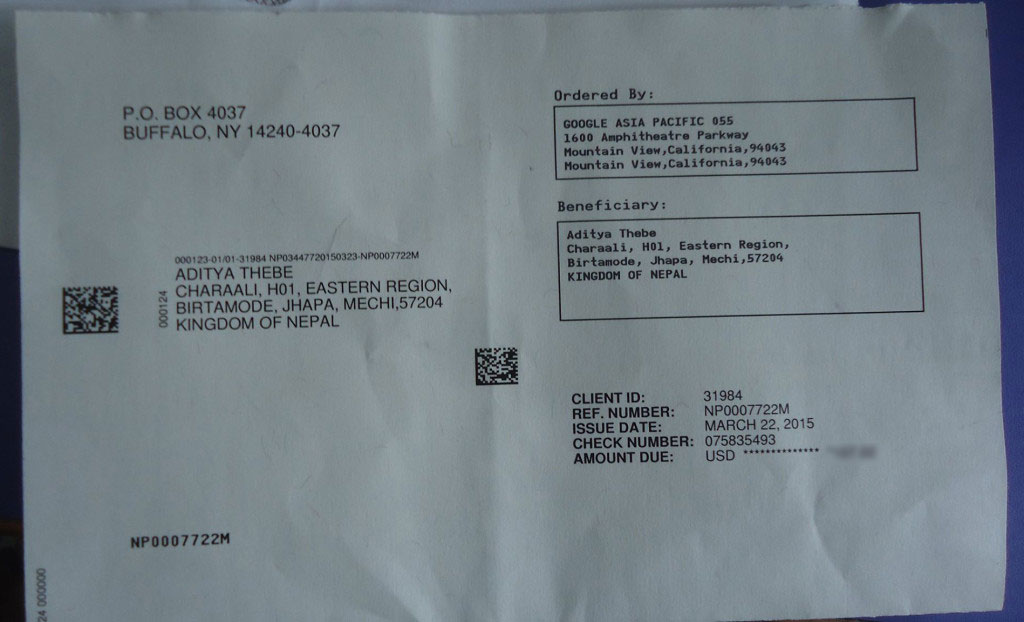 P.O. BOX 4037
BUFFALO, NY 14240-4037
000123-01/01-31984 NP03447720150323-NP0007722M
000124
ADITYA THEBE
CHARAALI, H01, EASTERN REGION,
BIRTAMODE, JHAPA, MECHI,57204
KINGDOM OF NEPAL
NP0007722M
24 000000
Ordered By:
GOOGLE ASIA PACIFIC 055
1600 Amphitheatre Parkway
Mountain View,California,94043
Mountain View,California,94043
Beneficiary:
Aditya Thebe
Charaali, H01, Eastern Region,
Birtamode, Jhapa, Mechi,57204
KINGDOM OF NEPAL
CLIENT ID: 31984
REF. NUMBER: NP0007722M
ISSUE DATE: MARCH 22, 2015
CHECK NUMBER: 075835493
AMOUNT DUE: USD **************